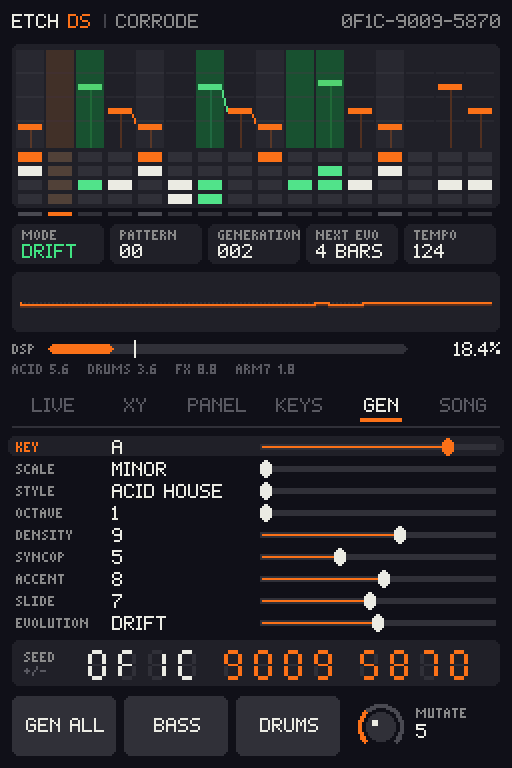 ETCH DS | CORRODE 0F1C-9009-5870
MODE PATTERN GENERATION NEXT EVO TEMPO
DRIFT 00 002 4 BARS 124
DSP 18.4%
ACID 5.6 DRUMS 3.6 FX 8.8 ARM7 1.8
LIVE XY PANEL KEYS GEN SONG
KEY A
SCALE MINOR
STYLE ACID HOUSE
OCTAVE 1
DENSITY 9
SYNCOP 5
ACCENT 8
SLIDE 7
EVOLUTION DRIFT
SEED 0F1C 9009 5870
+/-
GEN ALL BASS DRUMS MUTATE
5